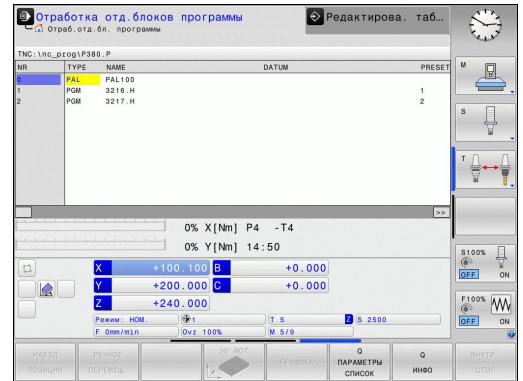 Отработка отд.блоков программы
Отраб.отд.бл. программы
Редактирова. таб...
TNC:\nc_prog\P380.P
NR TYPE NAME DATUM PRESET
0 PAL PAL100
1 PGM 3216.H 1
2 PGM 3217.H 2
>>
0% X[Nm] P4 -T4
0% Y[Nm] 14:50
X +100.100 B +0.000
Y +200.000 C +0.000
Z +240.000
Режим: НОМ. 1 T 5 Z S 2500
F 0mm/min Ovr 100% M 5/9
M
S
T
S100%
OFF ON
F100%
OFF ON
НАЕЗД ПОЗИЦИИ
РУЧНОЕ ПЕРЕМЕЩ.
3D ROT
ГРАФИКА
Q ПАРАМЕТРЫ СПИСОК
Q ИНФО
ВНУТР СТОП